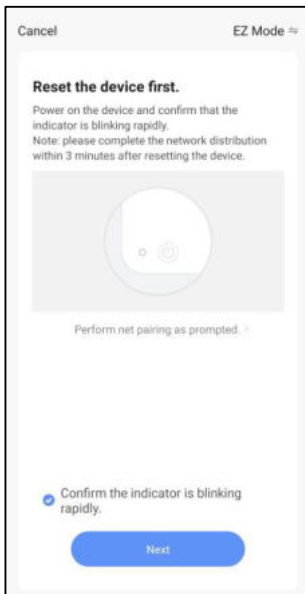 Cancel
EZ Mode ⇋
Reset the device first.
Power on the device and confirm that the
indicator is blinking rapidly.
Note: please complete the network distribution
within 3 minutes after resetting the device.
Perform net pairing as prompted. >
Confirm the indicator is blinking
rapidly.
Next